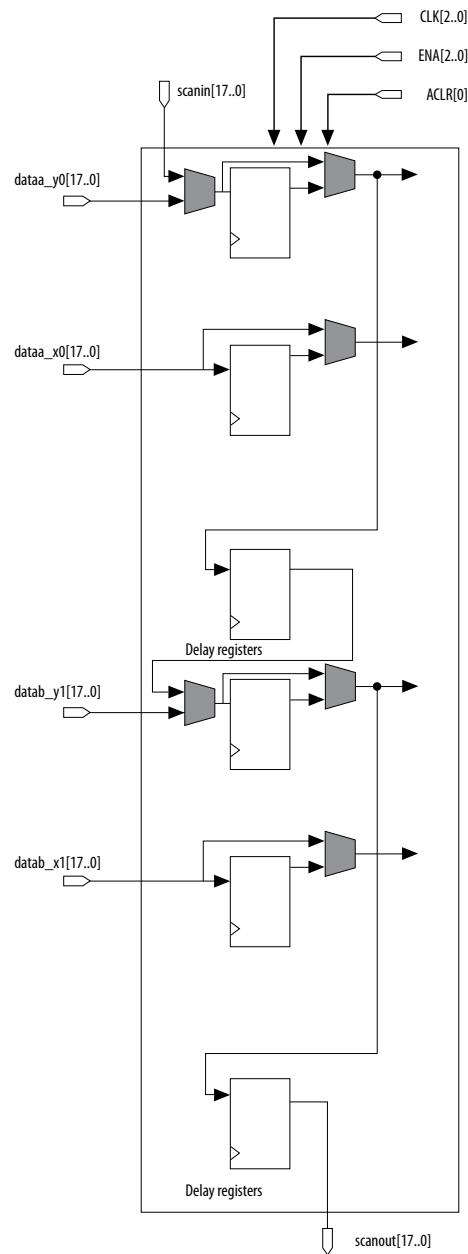 CLK[2..0]
ENA[2..0]
scanin[17..0]
ACLR[0]
dataa_y0[17..0]
dataa_x0[17..0]
Delay registers
datab_y1[17..0]
datab_x1[17..0]
Delay registers
scanout[17..0]